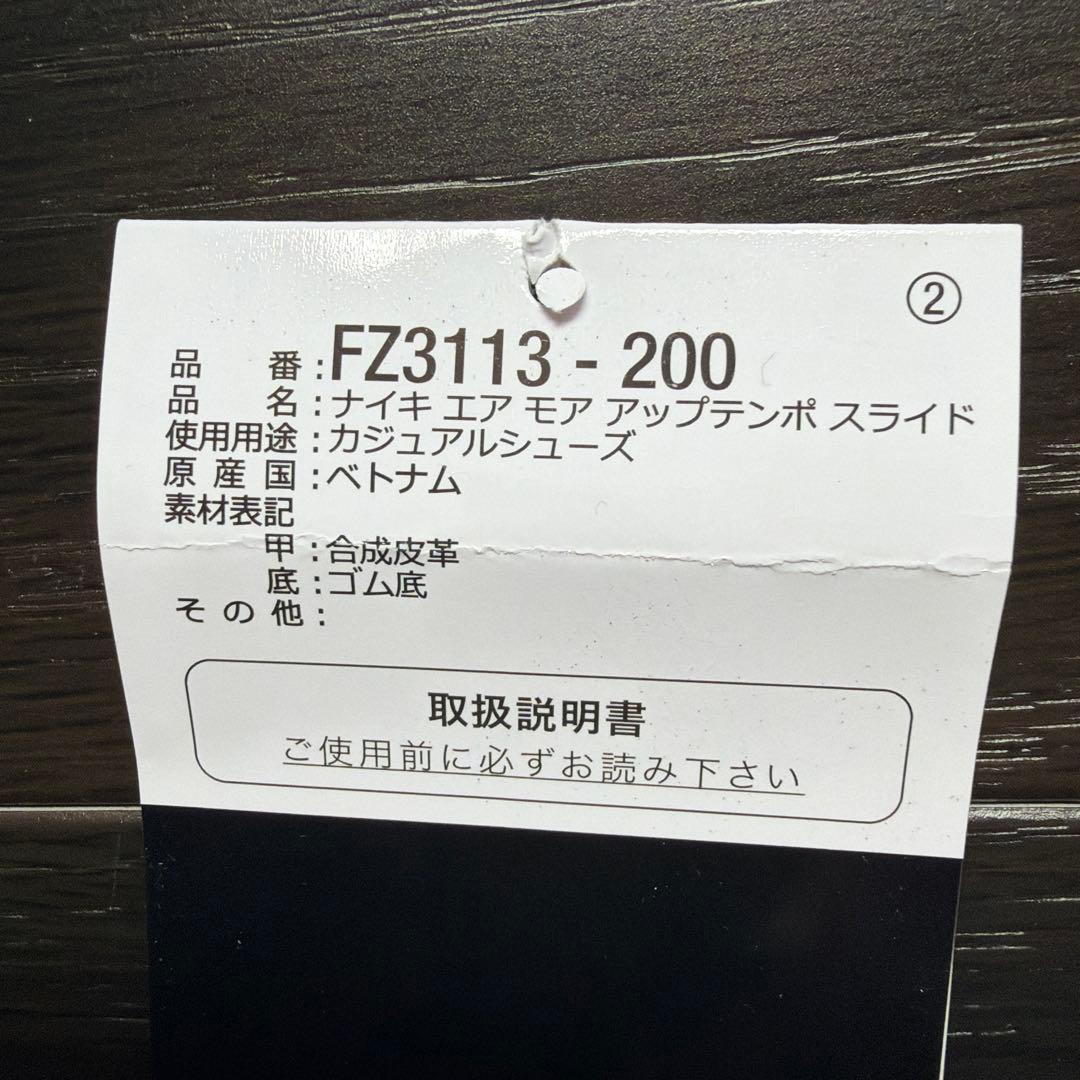 ②
品番:FZ3113-200
品名:ナイキ エア モア アップテンポ スライド
使用用途:カジュアルシューズ
原産国:ベトナム
素材表記
甲:合成皮革
底:ゴム底
その他:
取扱説明書
ご使用前に必ずお読み下さい